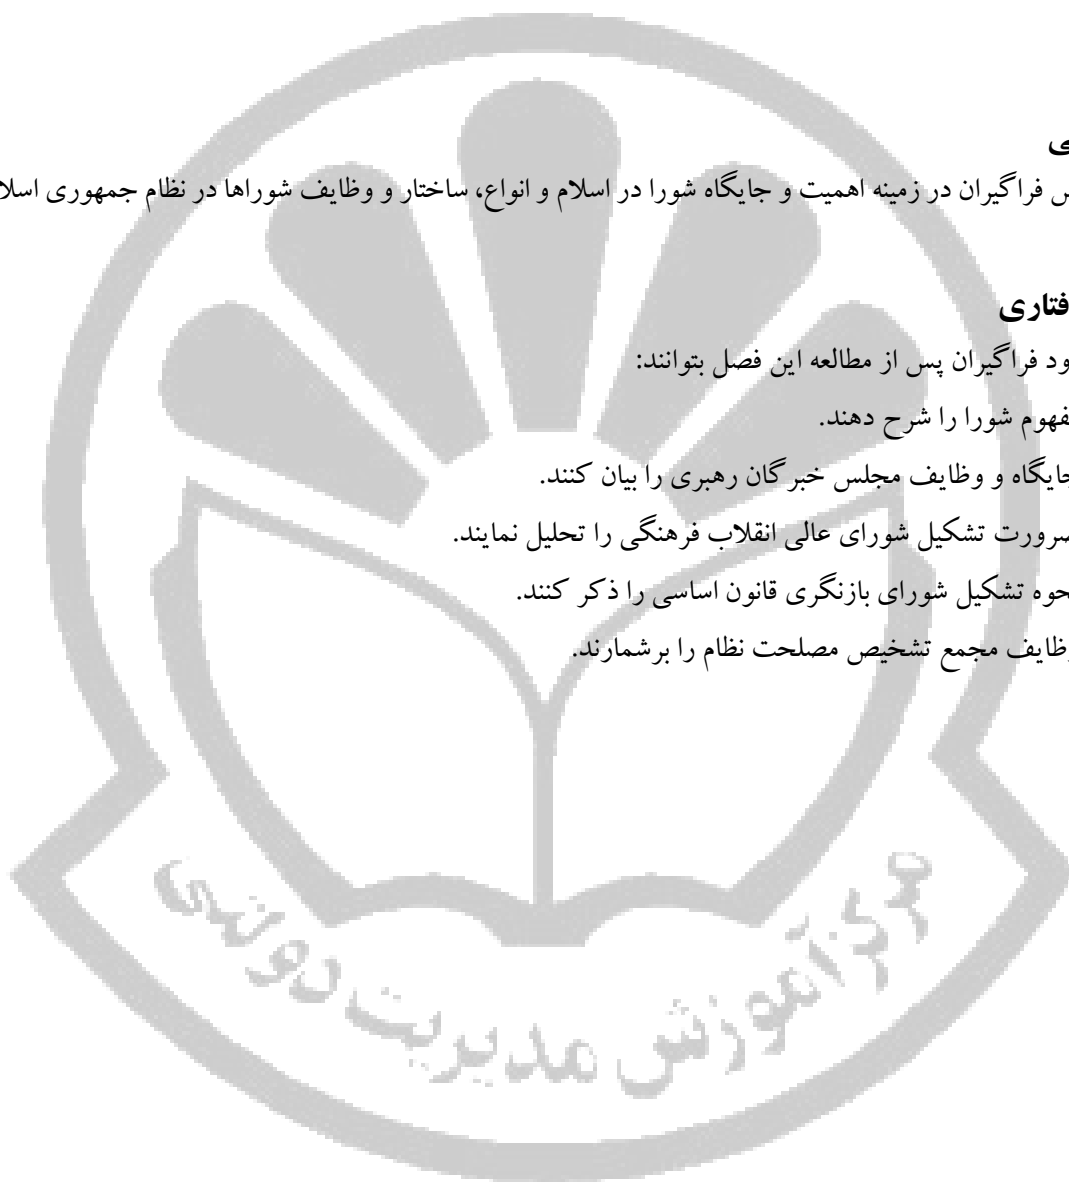 ی
س فراگیران در زمینه اهمیت و جایگاه شورا در اسلام و انواع، ساختار و وظایف شوراها در نظام جمهوری اسلا
فتاری
ود فراگیران پس از مطالعه این فصل بتوانند:
فهوم شورا را شرح دهند.
جایگاه و وظایف مجلس خبرگان رهبری را بیان کنند.
ضرورت تشکیل شورای عالی انقلاب فرهنگی را تحلیل نمایند.
نحوه تشکیل شورای بازنگری قانون اساسی را ذکر کنند.
وظایف مجمع تشخیص مصلحت نظام را برشمارند.
مرکز آموزش مدیریت دولتی